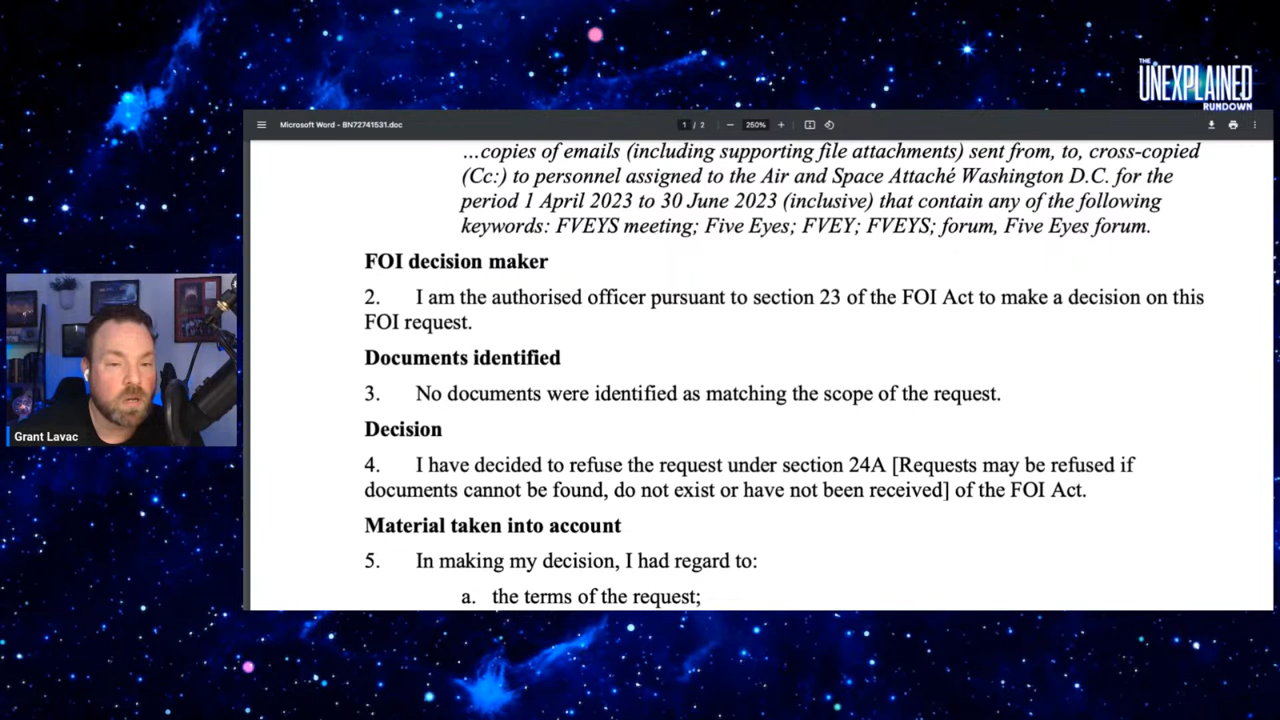 THE
UNEXPLAINED
RUNDOWN
Microsoft Word - BN72741531.doc
1 / 2
250%
...copies of emails (including supporting file attachments) sent from, to, cross-copied
(Cc:) to personnel assigned to the Air and Space Attaché Washington D.C. for the
period 1 April 2023 to 30 June 2023 (inclusive) that contain any of the following
keywords: FVEYS meeting; Five Eyes; FVEY; FVEYS; forum, Five Eyes forum.
FOI decision maker
2. I am the authorised officer pursuant to section 23 of the FOI Act to make a decision on this
FOI request.
Documents identified
3. No documents were identified as matching the scope of the request.
Decision
4. I have decided to refuse the request under section 24A [Requests may be refused if
documents cannot be found, do not exist or have not been received] of the FOI Act.
Material taken into account
5. In making my decision, I had regard to:
a. the terms of the request;
Grant Lavac